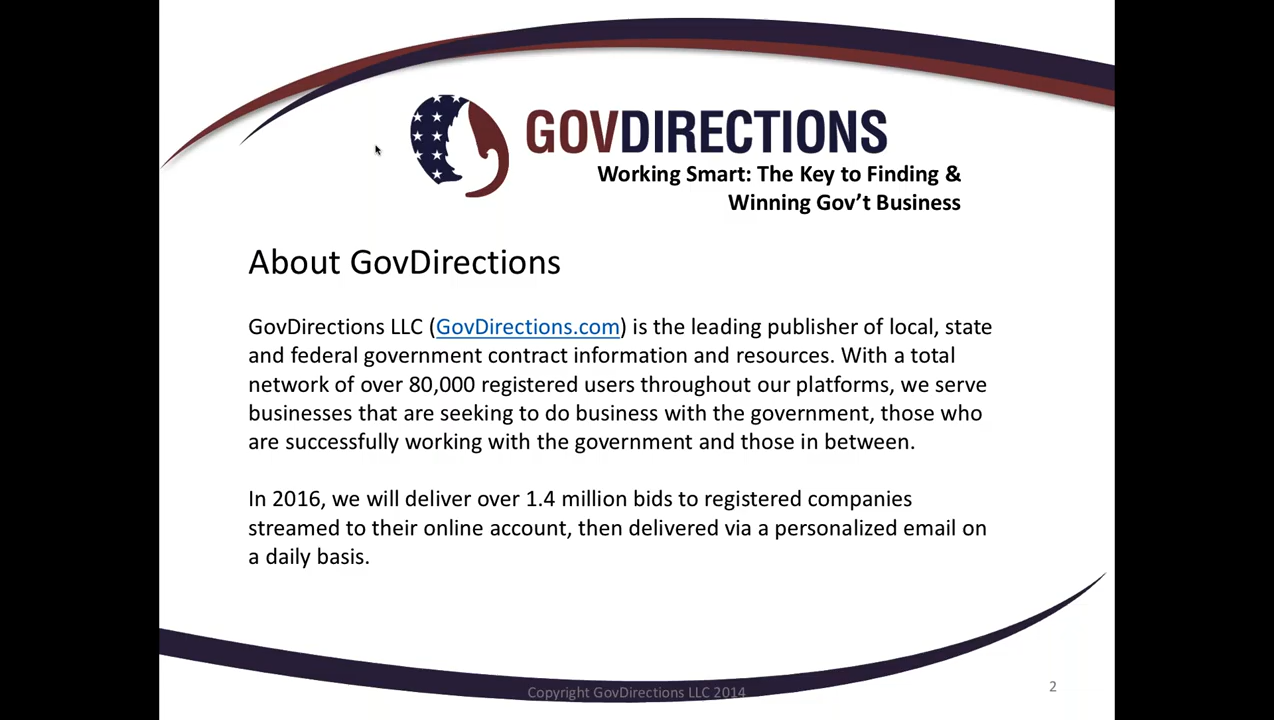 GOVDIRECTIONS
Working Smart: The Key to Finding &
Winning Gov’t Business
About GovDirections
GovDirections LLC (GovDirections.com) is the leading publisher of local, state
and federal government contract information and resources. With a total
network of over 80,000 registered users throughout our platforms, we serve
businesses that are seeking to do business with the government, those who
are successfully working with the government and those in between.
In 2016, we will deliver over 1.4 million bids to registered companies
streamed to their online account, then delivered via a personalized email on
a daily basis.
Copyright GovDirections LLC 2014
2